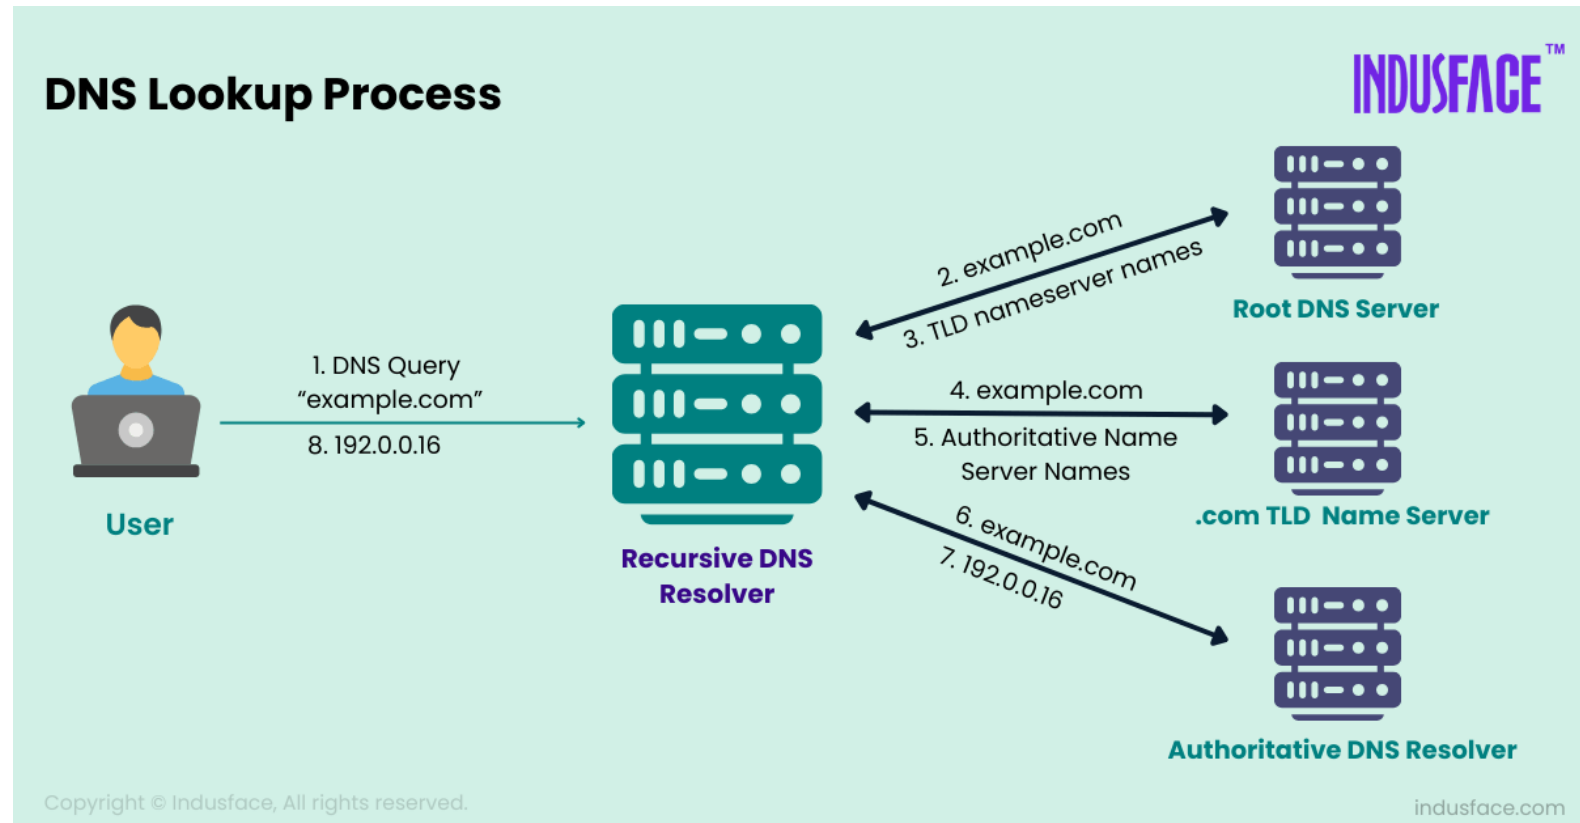 DNS Lookup Process
INDUSFACE™
1. DNS Query
“example.com”
8. 192.0.0.16
User
Recursive DNS
Resolver
2. example.com
3. TLD nameserver names
Root DNS Server
4. example.com
5. Authoritative Name
Server Names
.com TLD  Name Server
6. example.com
7. 192.0.0.16
Authoritative DNS Resolver
Copyright © Indusface, All rights reserved.
indusface.com